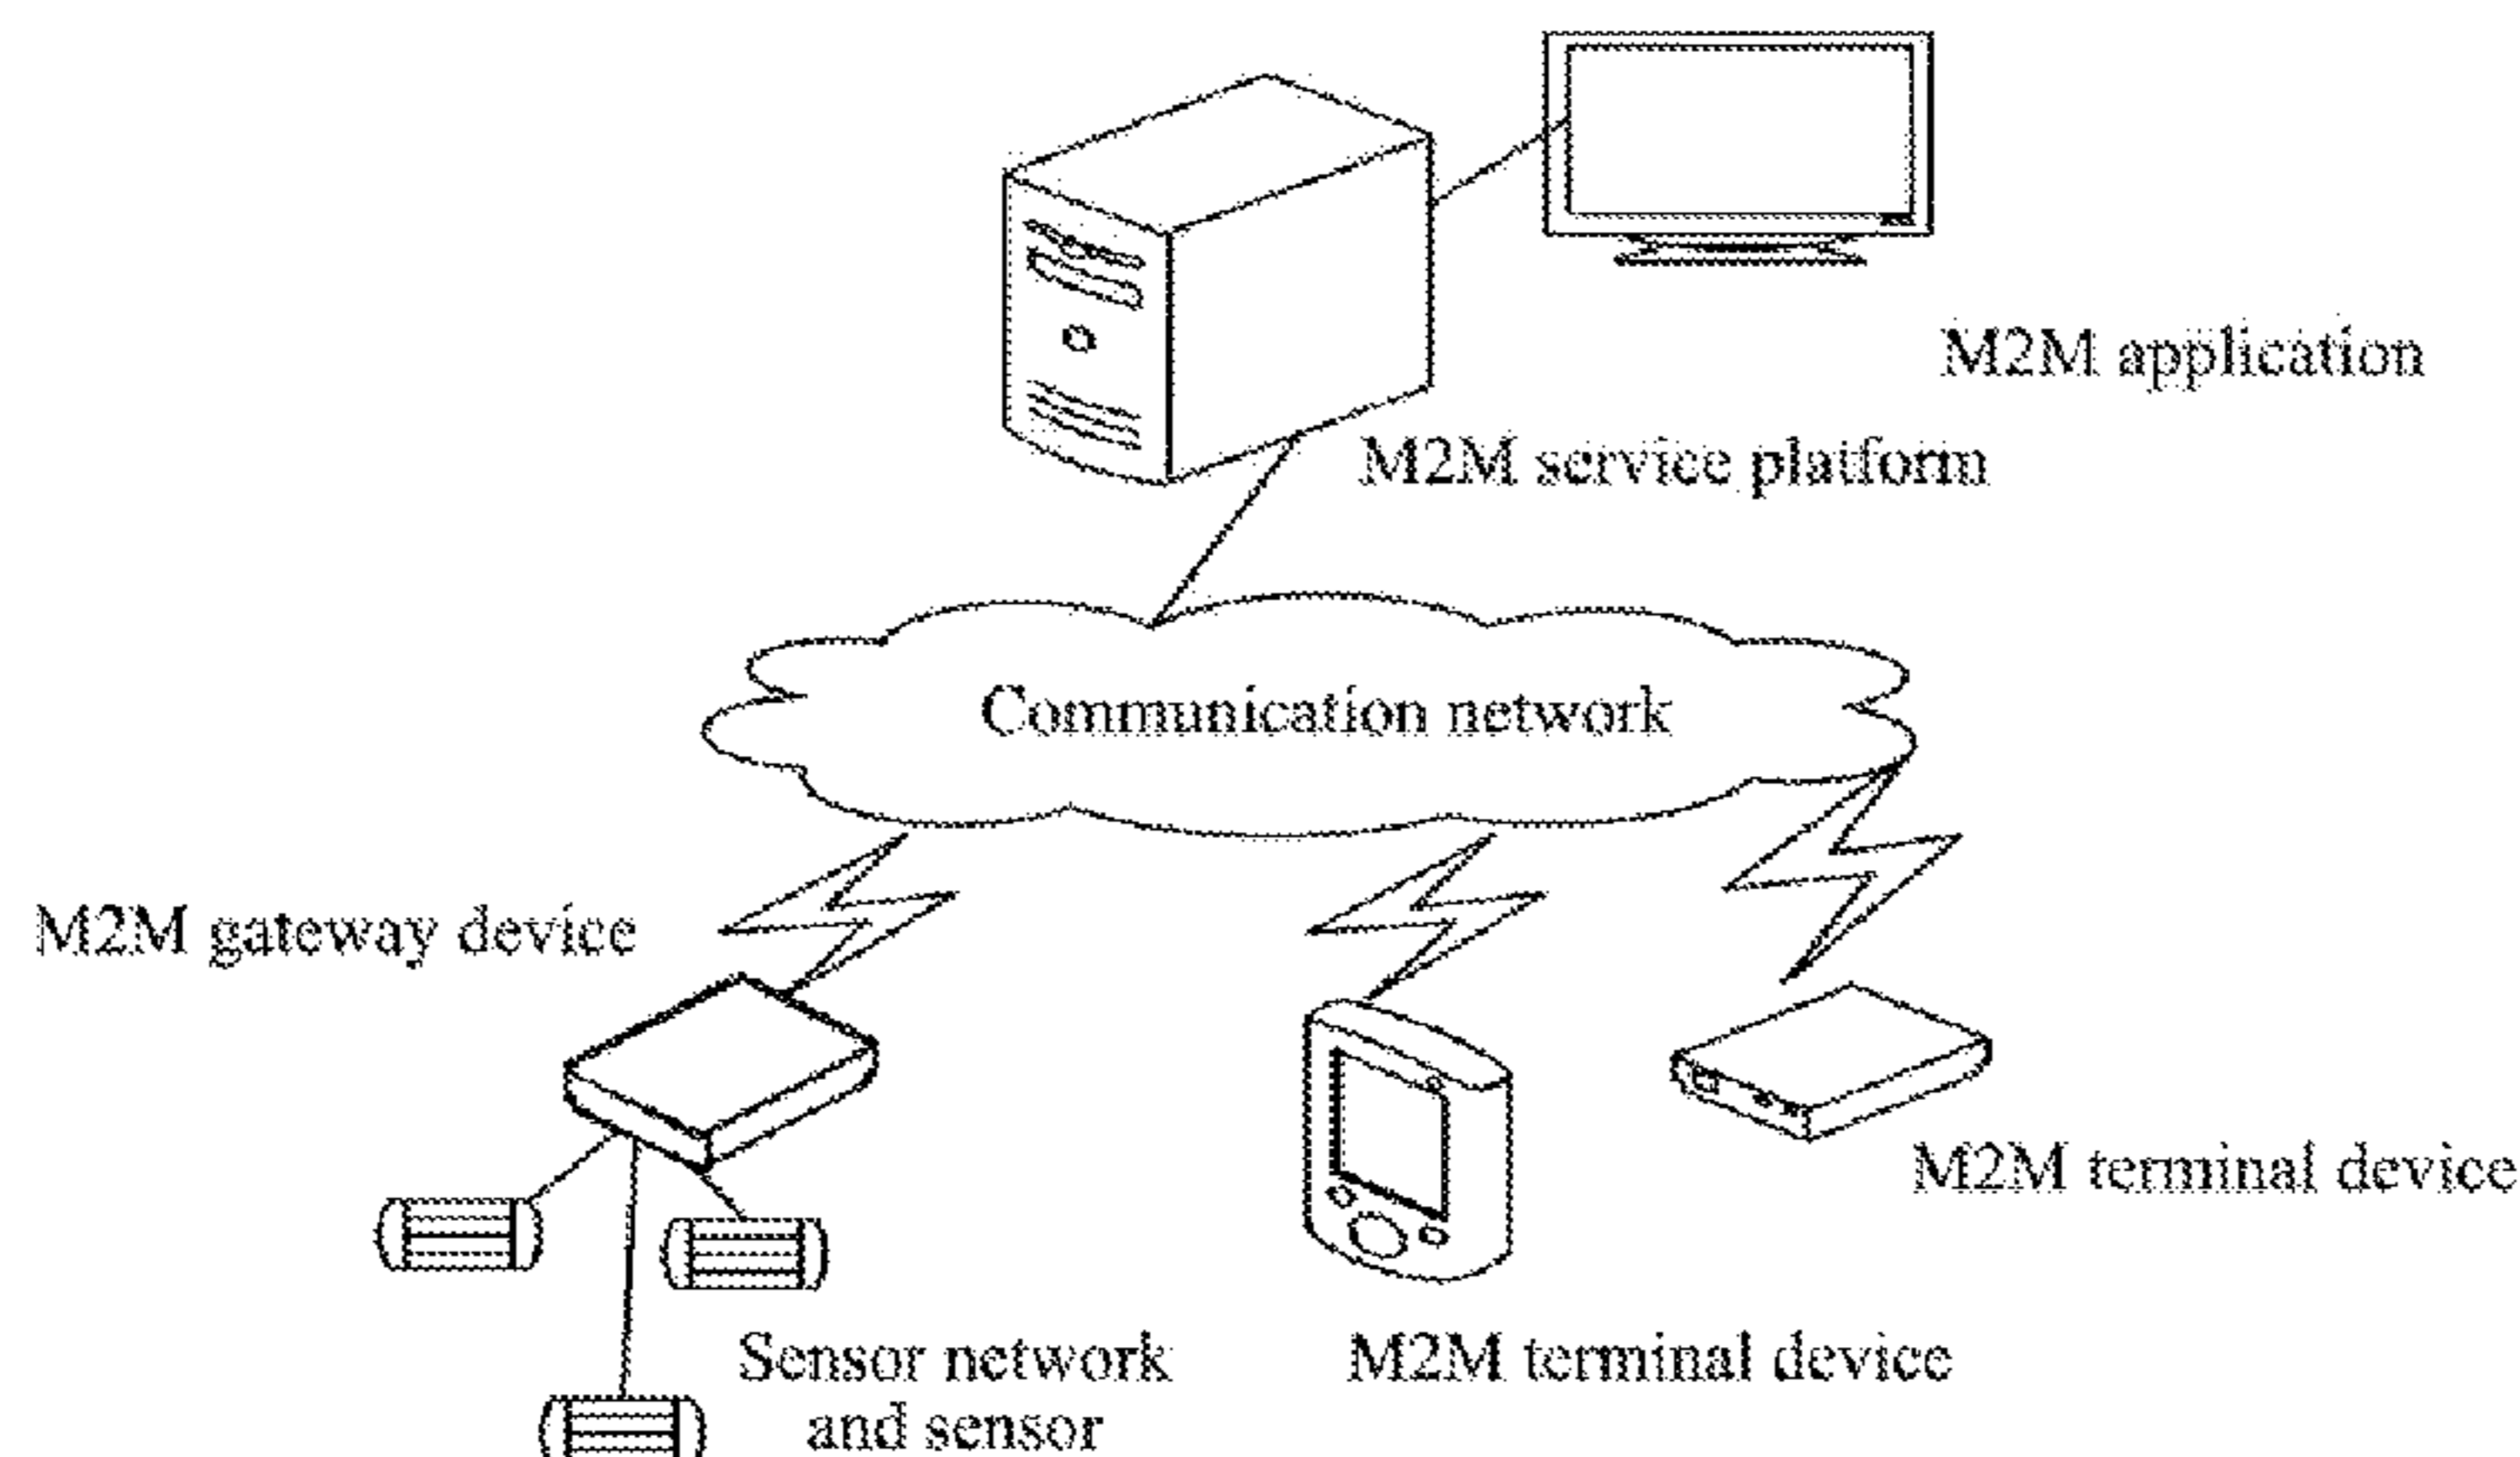 M2M application
M2M service platform
Communication network
M2M gateway device
M2M terminal device
Sensor network
and sensor
M2M terminal device